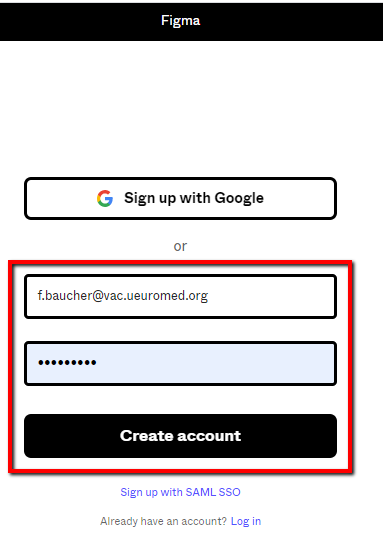 Figma
Sign up with Google
or
f.baucher@vac.ueuromed.org
•••••••••
Create account
Sign up with SAML SSO
Already have an account? Log in